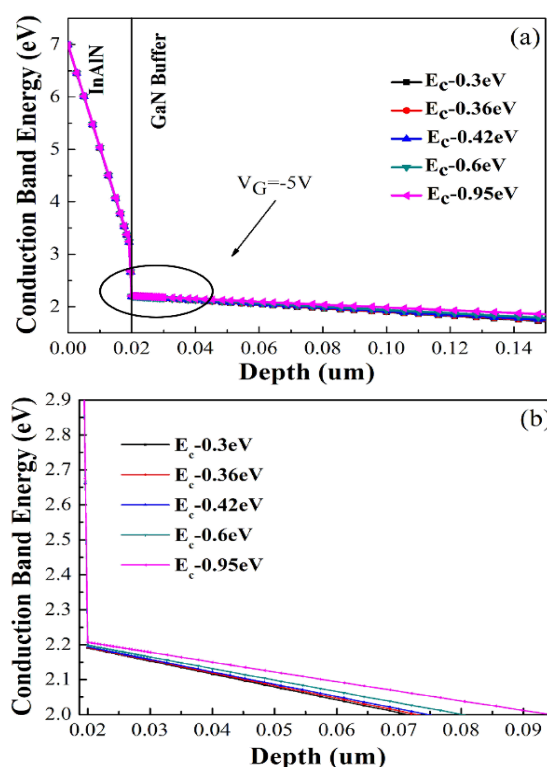 (a)
InAlN
GaN Buffer
Ec-0.3eV
Ec-0.36eV
Ec-0.42eV
Ec-0.6eV
Ec-0.95eV
VG=-5V
7
6
5
4
3
2
Conduction Band Energy (eV)
0.00 0.02 0.04 0.06 0.08 0.10 0.12 0.14
Depth (um)
(b)
Ec-0.3eV
Ec-0.36eV
Ec-0.42eV
Ec-0.6eV
Ec-0.95eV
2.9
2.8
2.7
2.6
2.5
2.4
2.3
2.2
2.1
2.0
Conduction Band Energy (eV)
0.02 0.03 0.04 0.05 0.06 0.07 0.08 0.09
Depth (um)